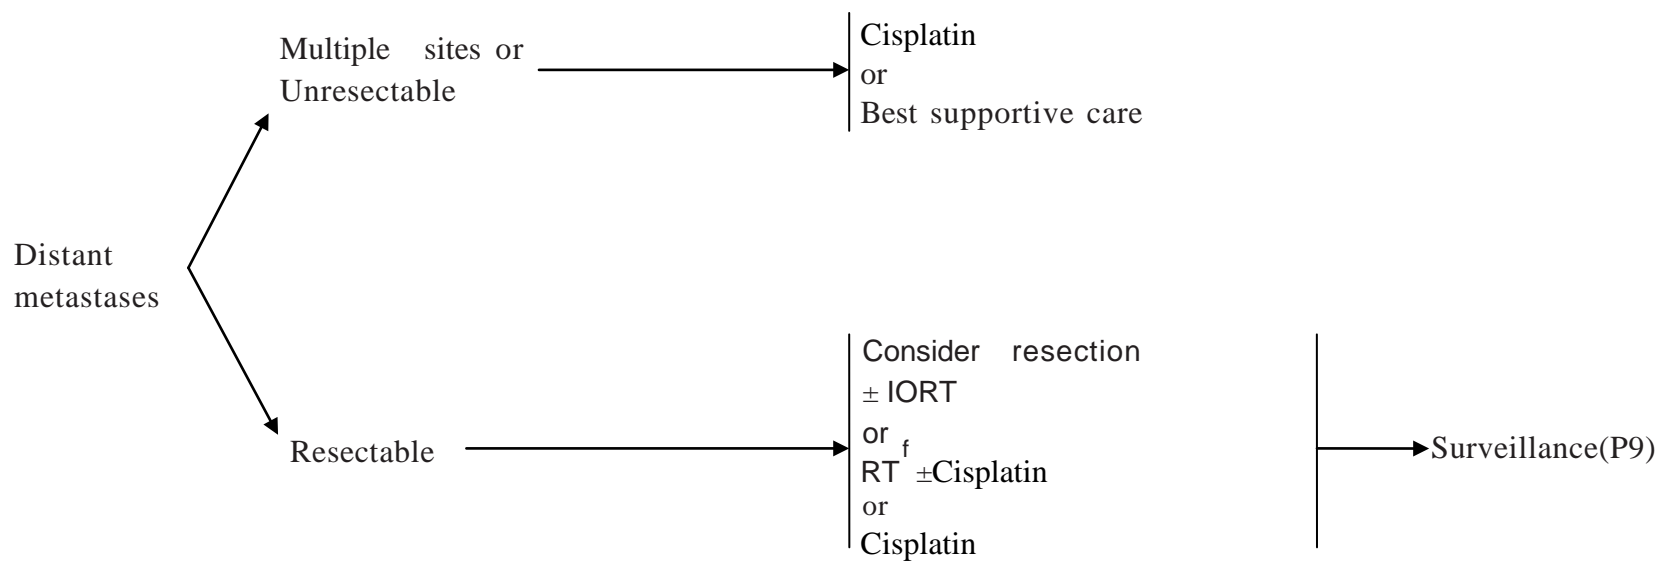 Multiple sites or
Unresectable
Cisplatin
or
Best supportive care
Distant
metastases
Resectable
Consider resection
± IORT
or
RT f ±Cisplatin
or
Cisplatin
Surveillance(P9)